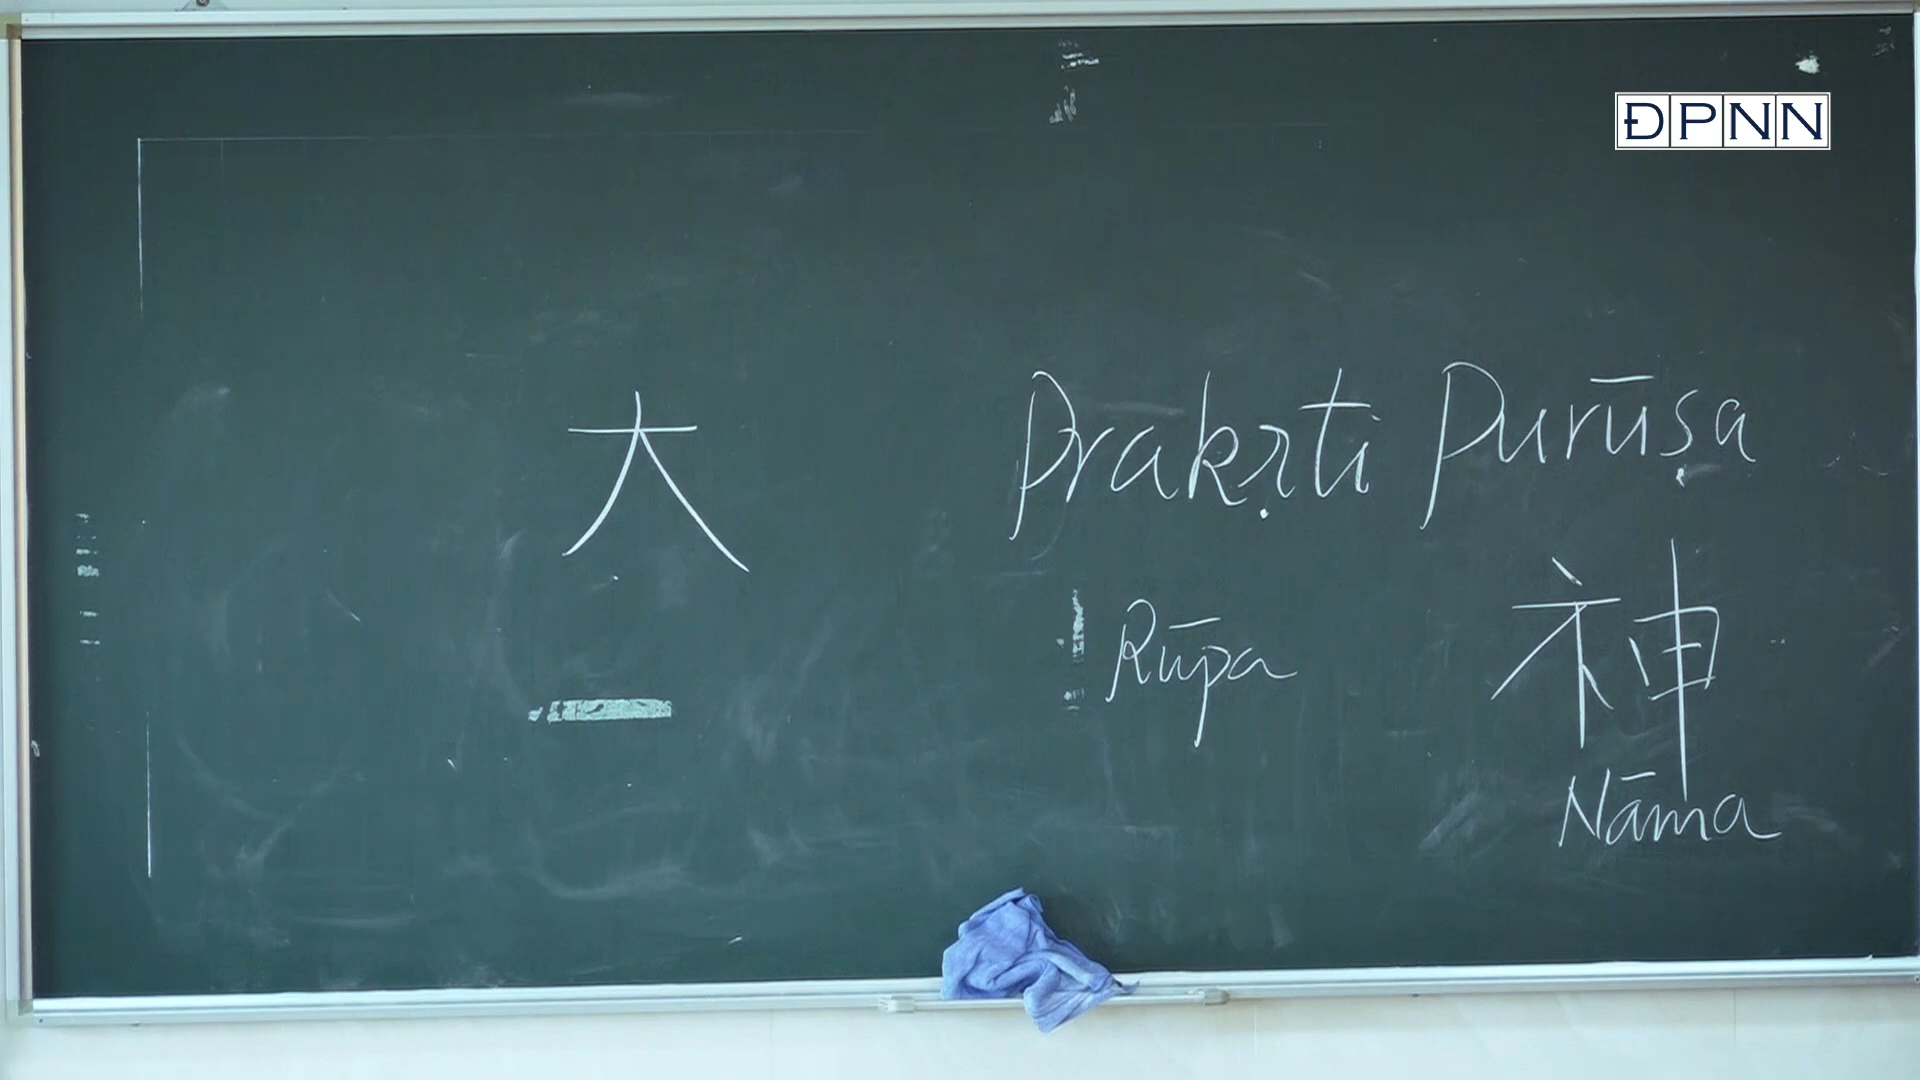 ĐPNN
大
Prakṛti Purūṣa
Rūpa
神
Nāma